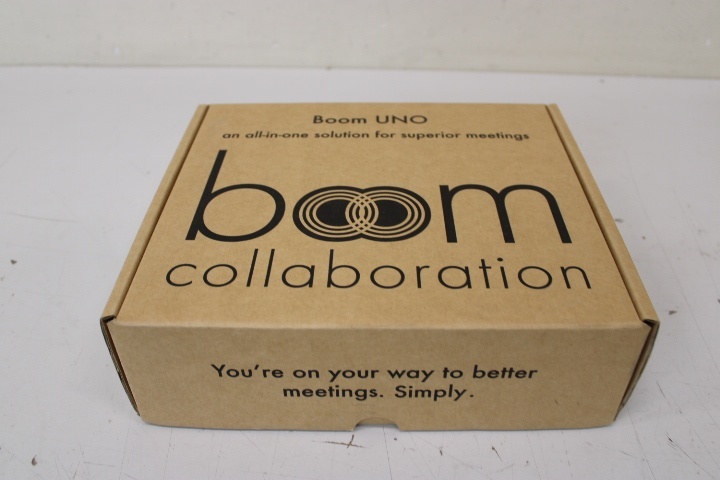 Boom UNO
an all-in-one solution for superior meetings
boom
collaboration
You're on your way to better
meetings. Simply.